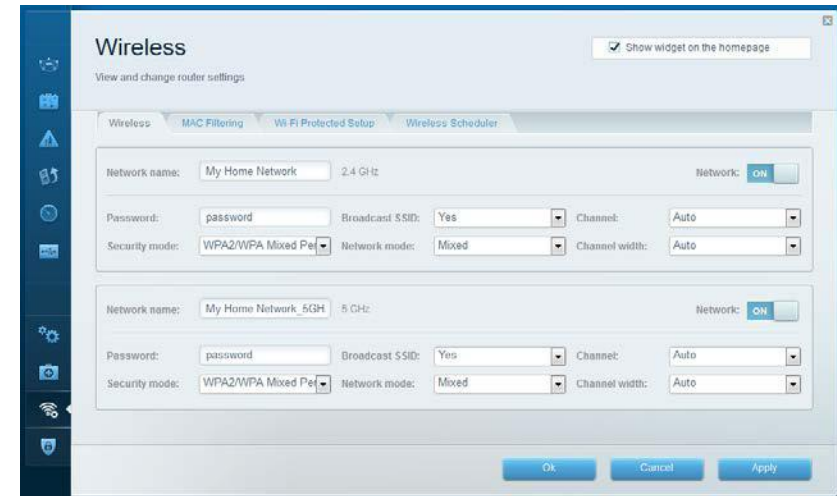 Wireless
Show widget on the homepage
View and change router settings
Wireless MAC Filtering Wi-Fi Protected Setup Wireless Scheduler
Network name: My Home Network 2.4 GHz Network: ON
Password: password Broadcast SSID: Yes Channel: Auto
Security mode: WPA2/WPA Mixed Per Network mode: Mixed Channel width: Auto
Network name: My Home Network_5GH 5 GHz Network: ON
Password: password Broadcast SSID: Yes Channel: Auto
Security mode: WPA2/WPA Mixed Per Network mode: Mixed Channel width: Auto
Ok Cancel Apply